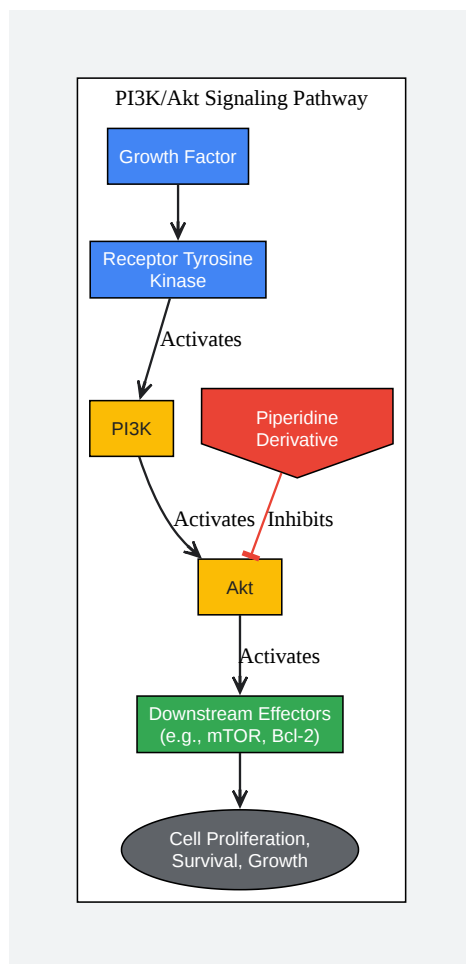 PI3K/Akt Signaling Pathway
Growth Factor
Receptor Tyrosine
Kinase
Activates
PI3K
Piperidine
Derivative
Activates
Inhibits
Akt
Activates
Downstream Effectors
(e.g., mTOR, Bcl-2)
Cell Proliferation,
Survival, Growth